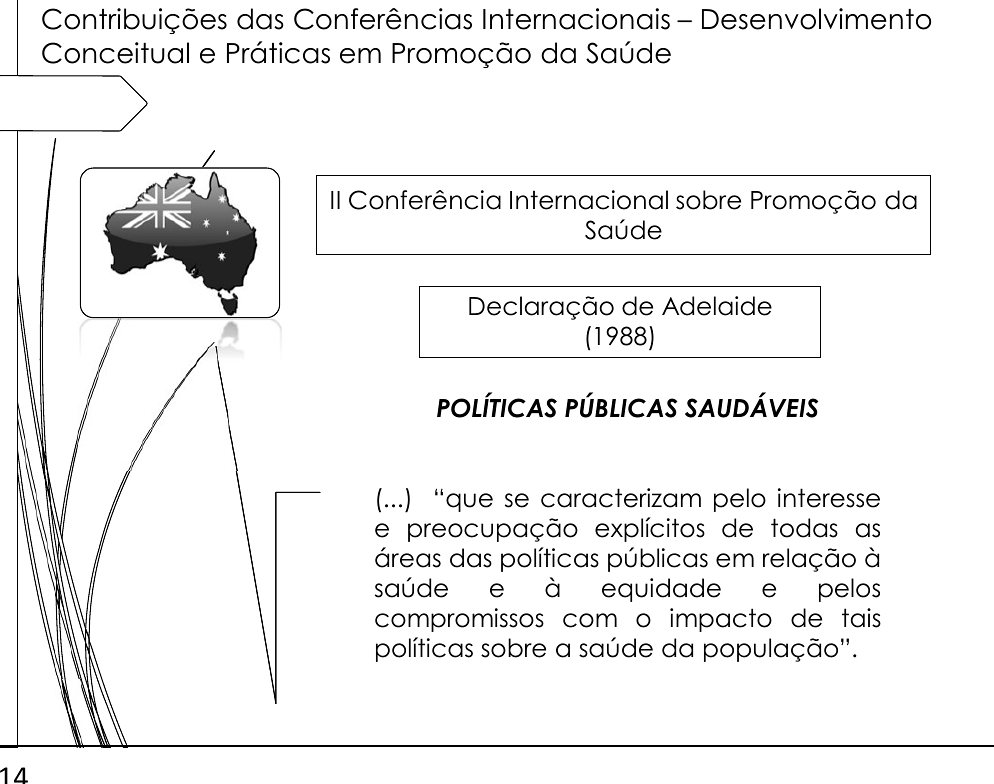 Contribuições das Conferências Internacionais – Desenvolvimento
Conceitual e Práticas em Promoção da Saúde
II Conferência Internacional sobre Promoção da
Saúde
Declaração de Adelaide
(1988)
POLÍTICAS PÚBLICAS SAUDÁVEIS
(...) “que se caracterizam pelo interesse
e preocupação explícitos de todas as
áreas das políticas públicas em relação à
saúde e à equidade e pelos
compromissos com o impacto de tais
políticas sobre a saúde da população”.
14